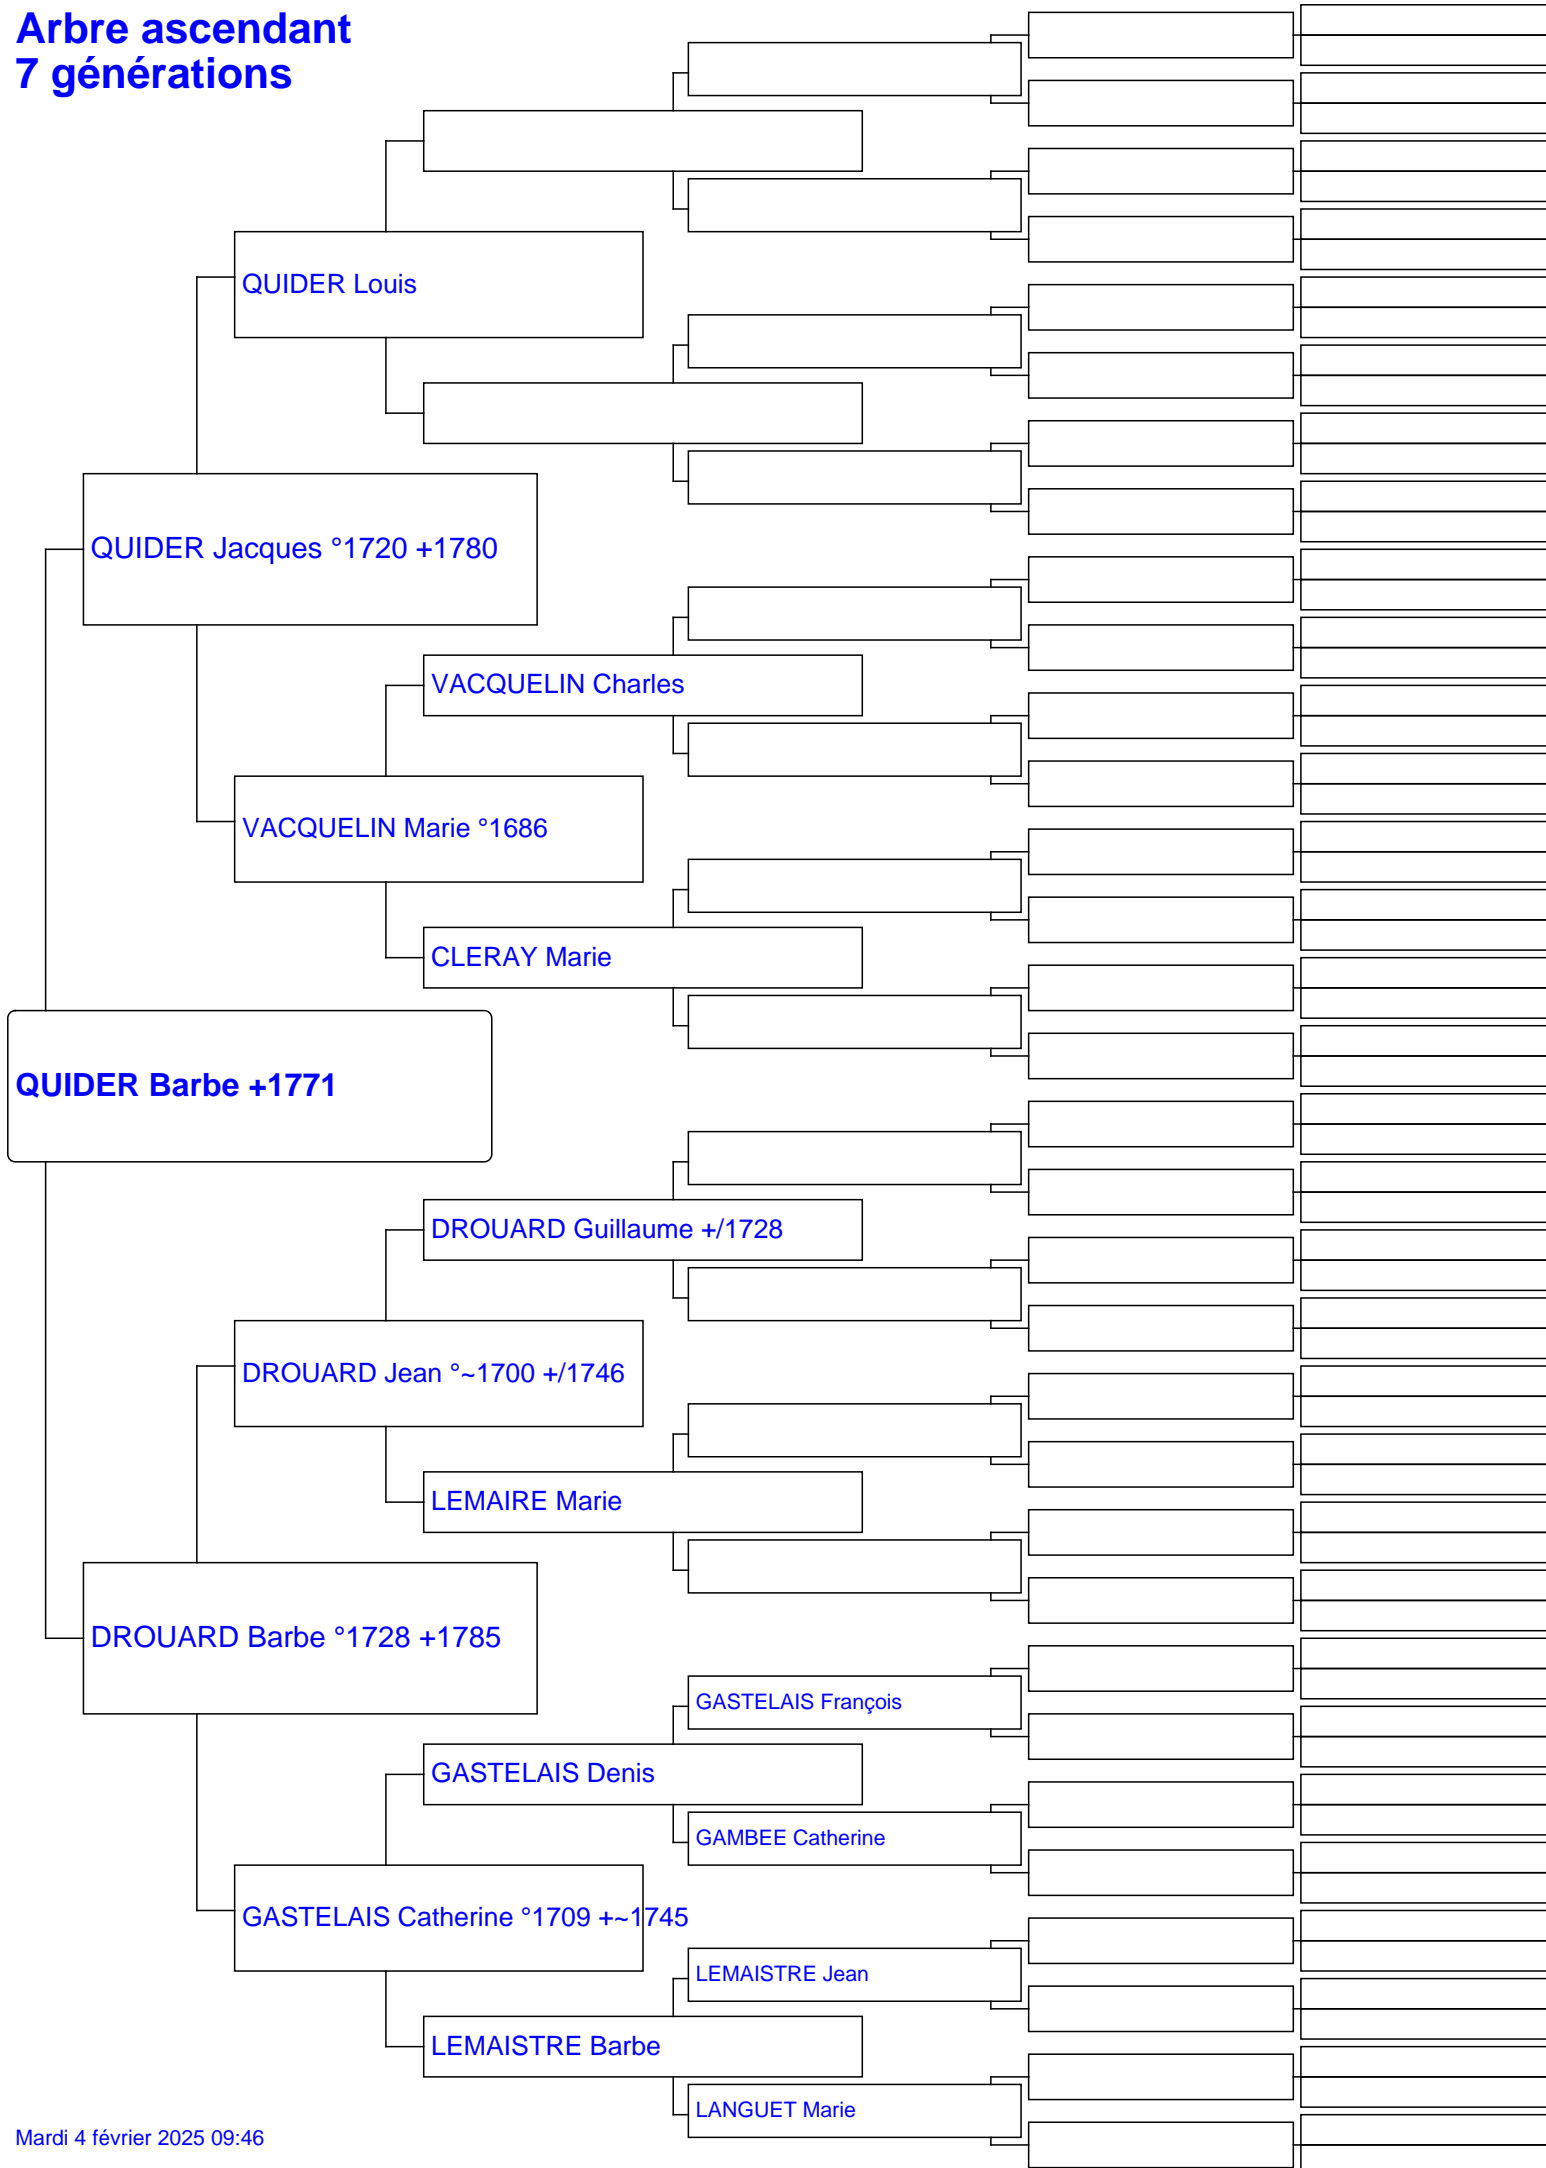 Arbre ascendant
7 générations
QUIDER Louis
QUIDER Jacques °1720 +1780
VACQUELIN Charles
VACQUELIN Marie °1686
CLERAY Marie
QUIDER Barbe +1771
DROUARD Guillaume +/1728
DROUARD Jean °~1700 +/1746
LEMAIRE Marie
DROUARD Barbe °1728 +1785
GASTELAIS François
GASTELAIS Denis
GAMBEE Catherine
GASTELAIS Catherine °1709 +~1745
LEMAISTRE Jean
LEMAISTRE Barbe
LANGUET Marie
Mardi 4 février 2025 09:46